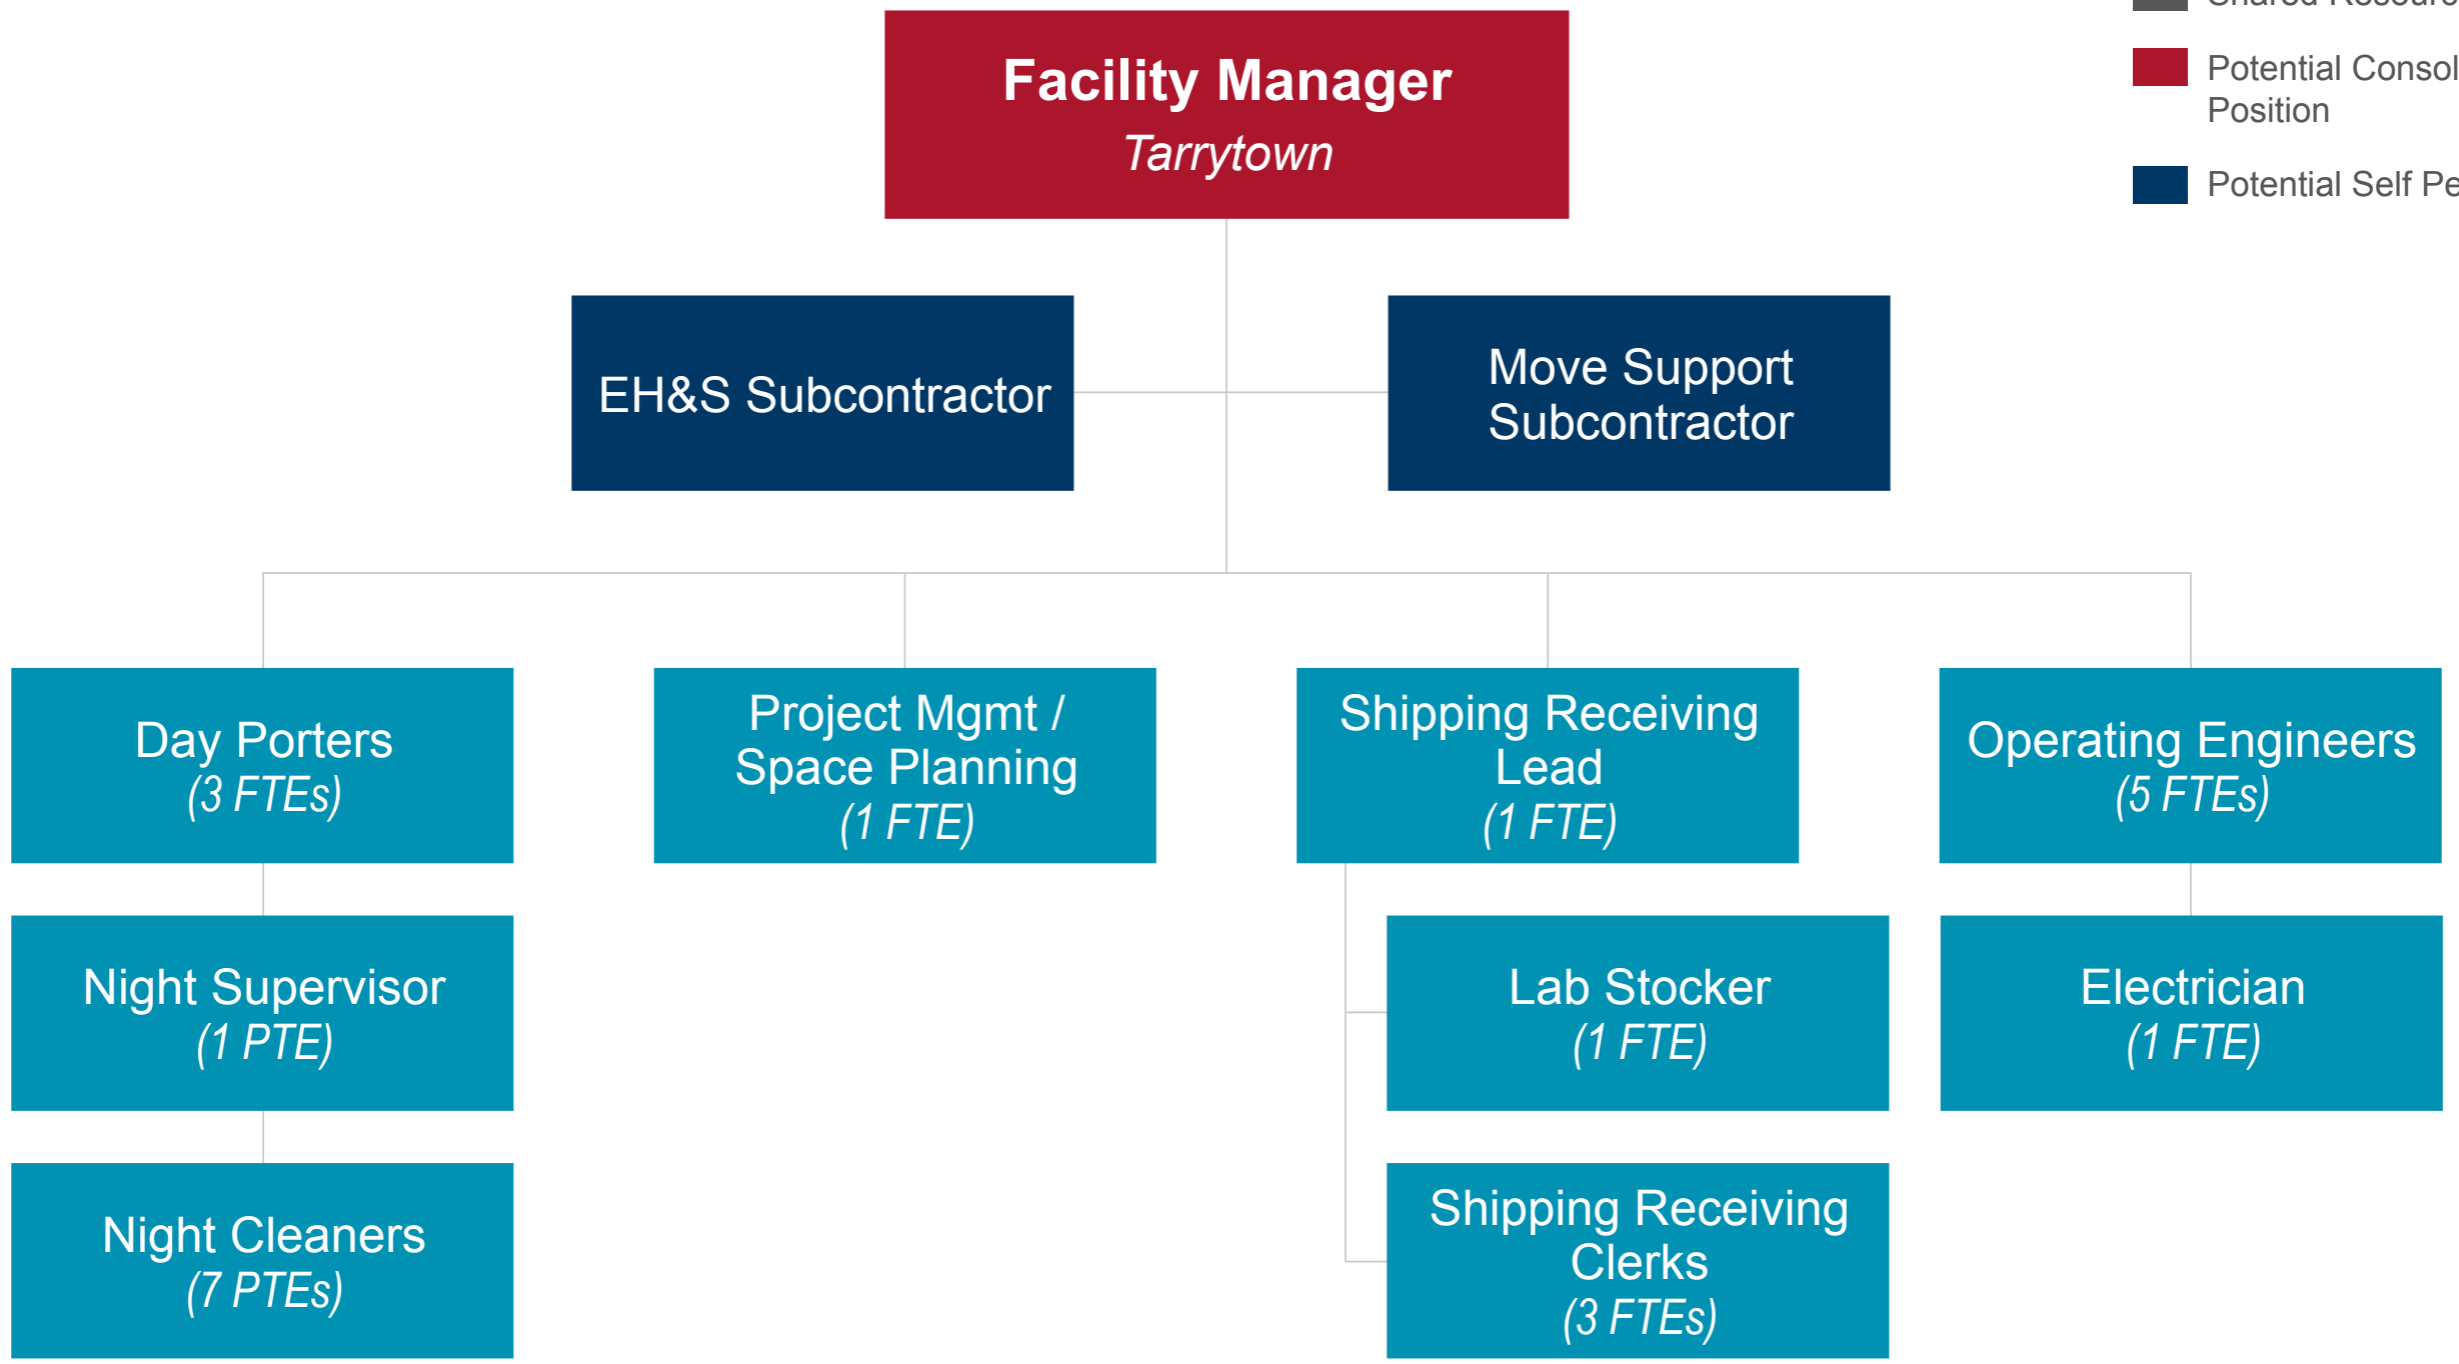 Shared
Potential
Position
Potential Self
Facility Manager
Tarrytown
EH&S Subcontractor
Move Support
Subcontractor
Day Porters
(3 FTEs)
Project Mgmt /
Space Planning
(1 FTE)
Shipping Receiving
Lead
(1 FTE)
Operating Engineers
(5 FTEs)
Night Supervisor
(1 PTE)
Lab Stocker
(1 FTE)
Electrician
(1 FTE)
Night Cleaners
(7 PTEs)
Shipping Receiving
Clerks
(3 FTEs)